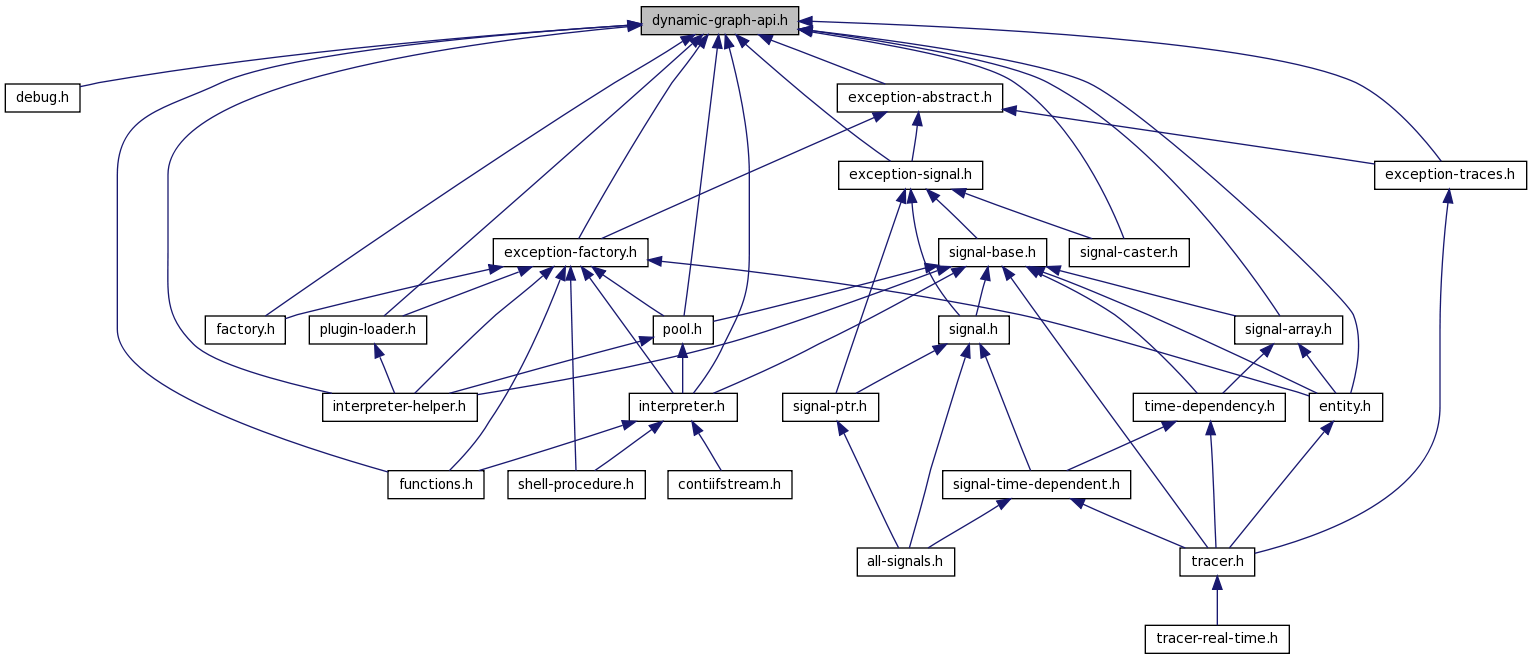 dynamic-graph-api.h
debug.h
exception-abstract.h
exception-signal.h
exception-traces.h
exception-factory.h
signal-base.h
signal-caster.h
factory.h
plugin-loader.h
pool.h
signal.h
signal-array.h
interpreter-helper.h
interpreter.h
signal-ptr.h
time-dependency.h
entity.h
functions.h
shell-procedure.h
contiifstream.h
signal-time-dependent.h
all-signals.h
tracer.h
tracer-real-time.h